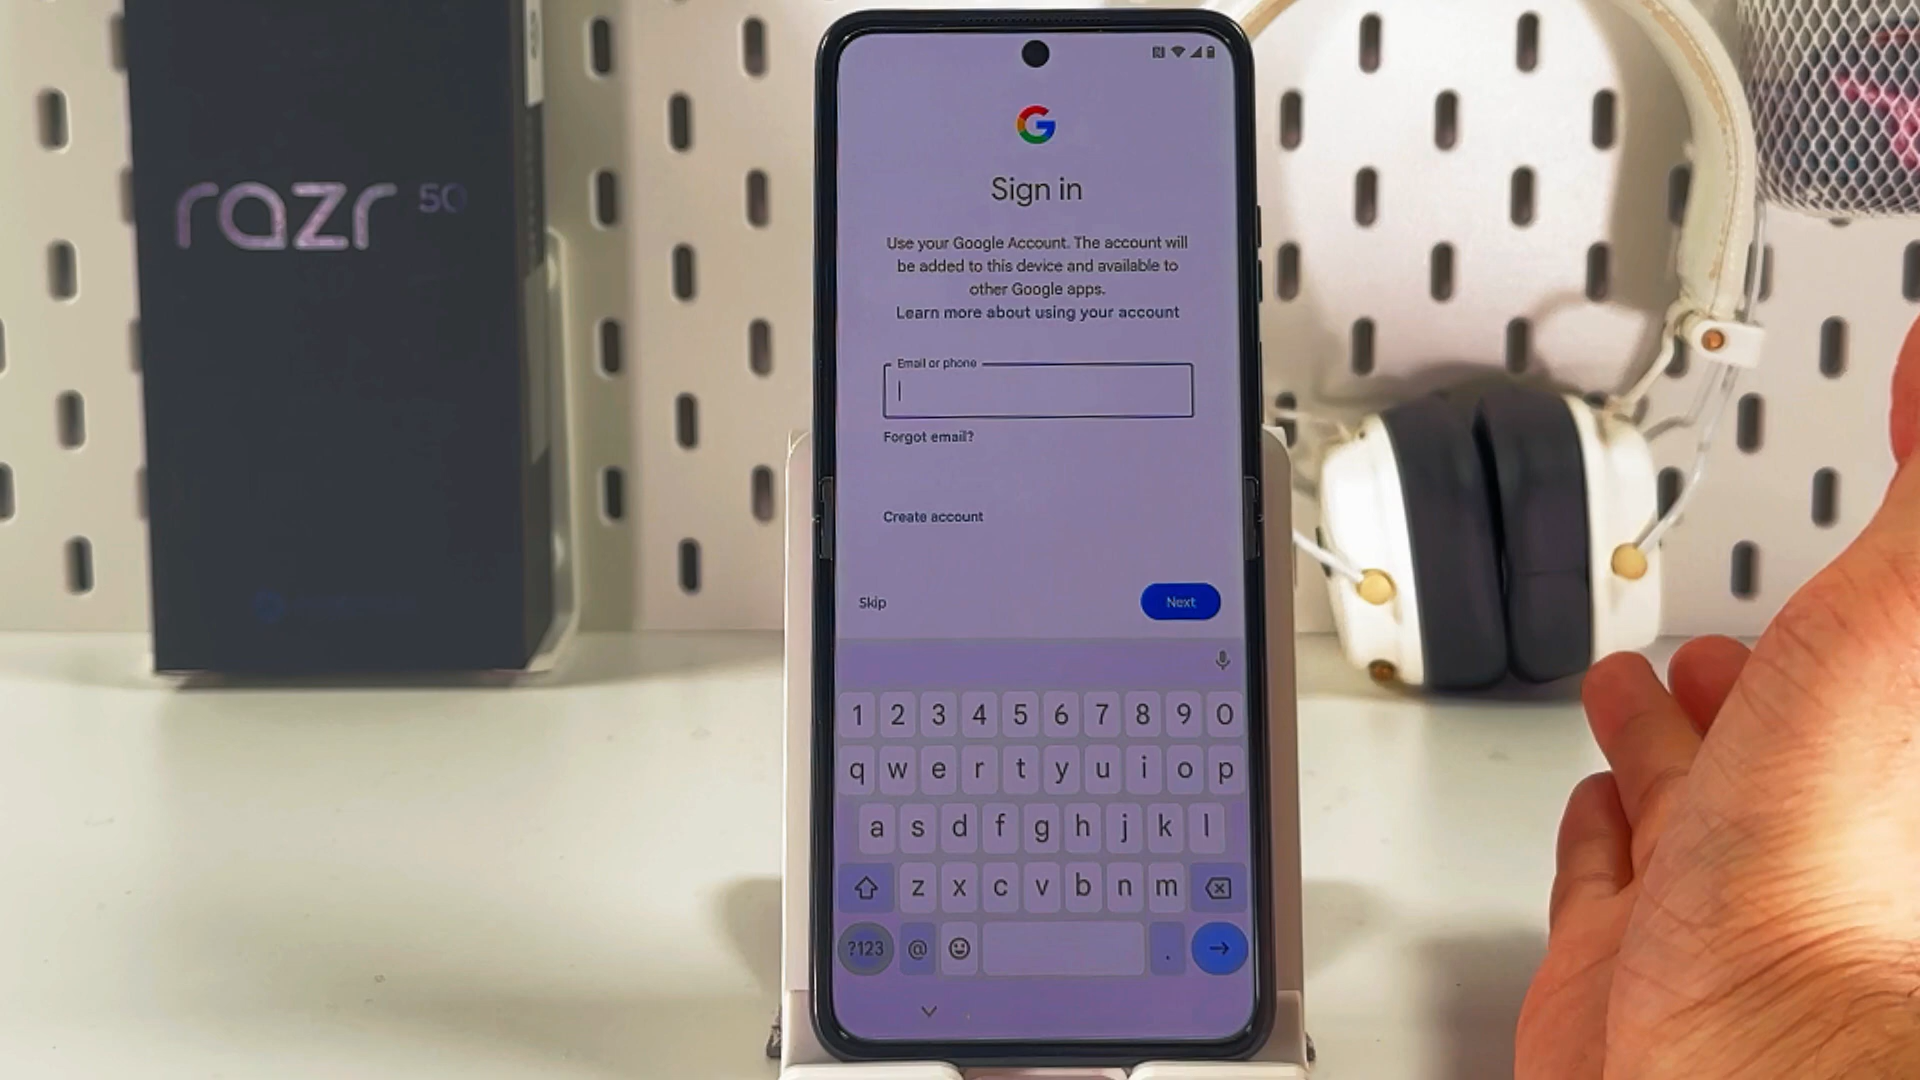 razr 50
Sign in
Use your Google Account. The account will
be added to this device and available to
other Google apps.
Learn more about using your account
Email or phone
Forgot email?
Create account
Skip
Next
1 2 3 4 5 6 7 8 9 0
q w e r t y u i o p
a s d f g h j k l
z x c v b n m
?123 @ .